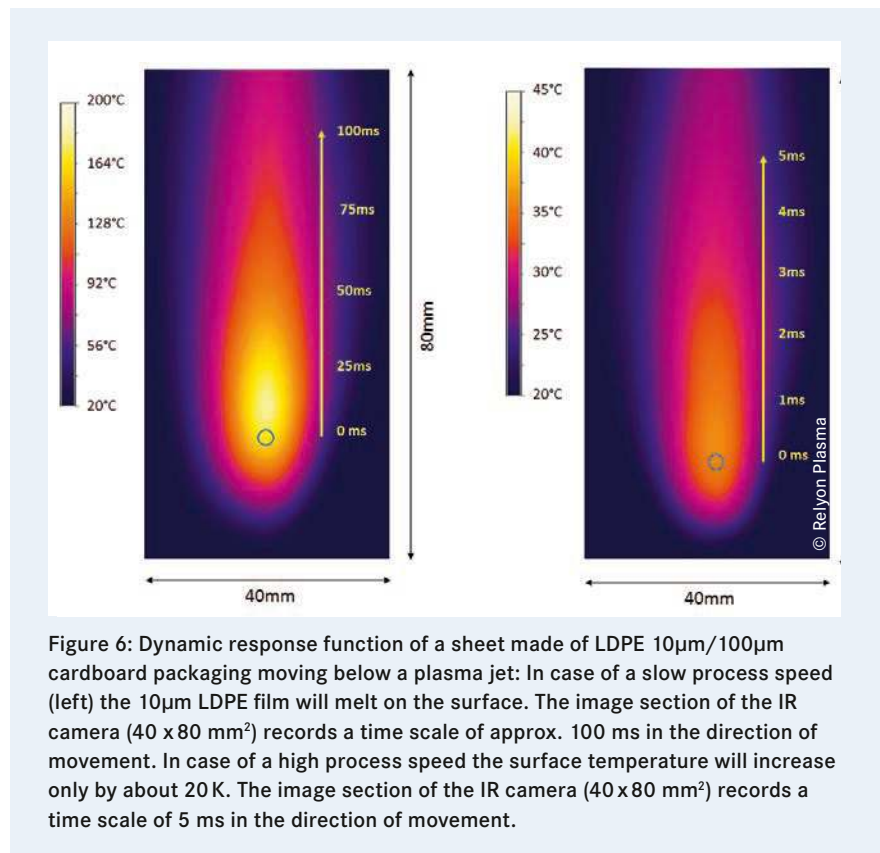 200°C
164°C
128°C
92°C
56°C
20°C
100ms
75ms
50ms
25ms
0 ms
80mm
40mm
45°C
40°C
35°C
30°C
25°C
20°C
5ms
4ms
3ms
2ms
1ms
0 ms
40mm
© Relyon Plasma
Figure 6: Dynamic response function of a sheet made of LDPE 10µm/100µm
cardboard packaging moving below a plasma jet: In case of a slow process speed
(left) the 10µm LDPE film will melt on the surface. The image section of the IR
camera (40 x 80 mm²) records a time scale of approx. 100 ms in the direction of
movement. In case of a high process speed the surface temperature will increase
only by about 20 K. The image section of the IR camera (40 x 80 mm²) records a
time scale of 5 ms in the direction of movement.